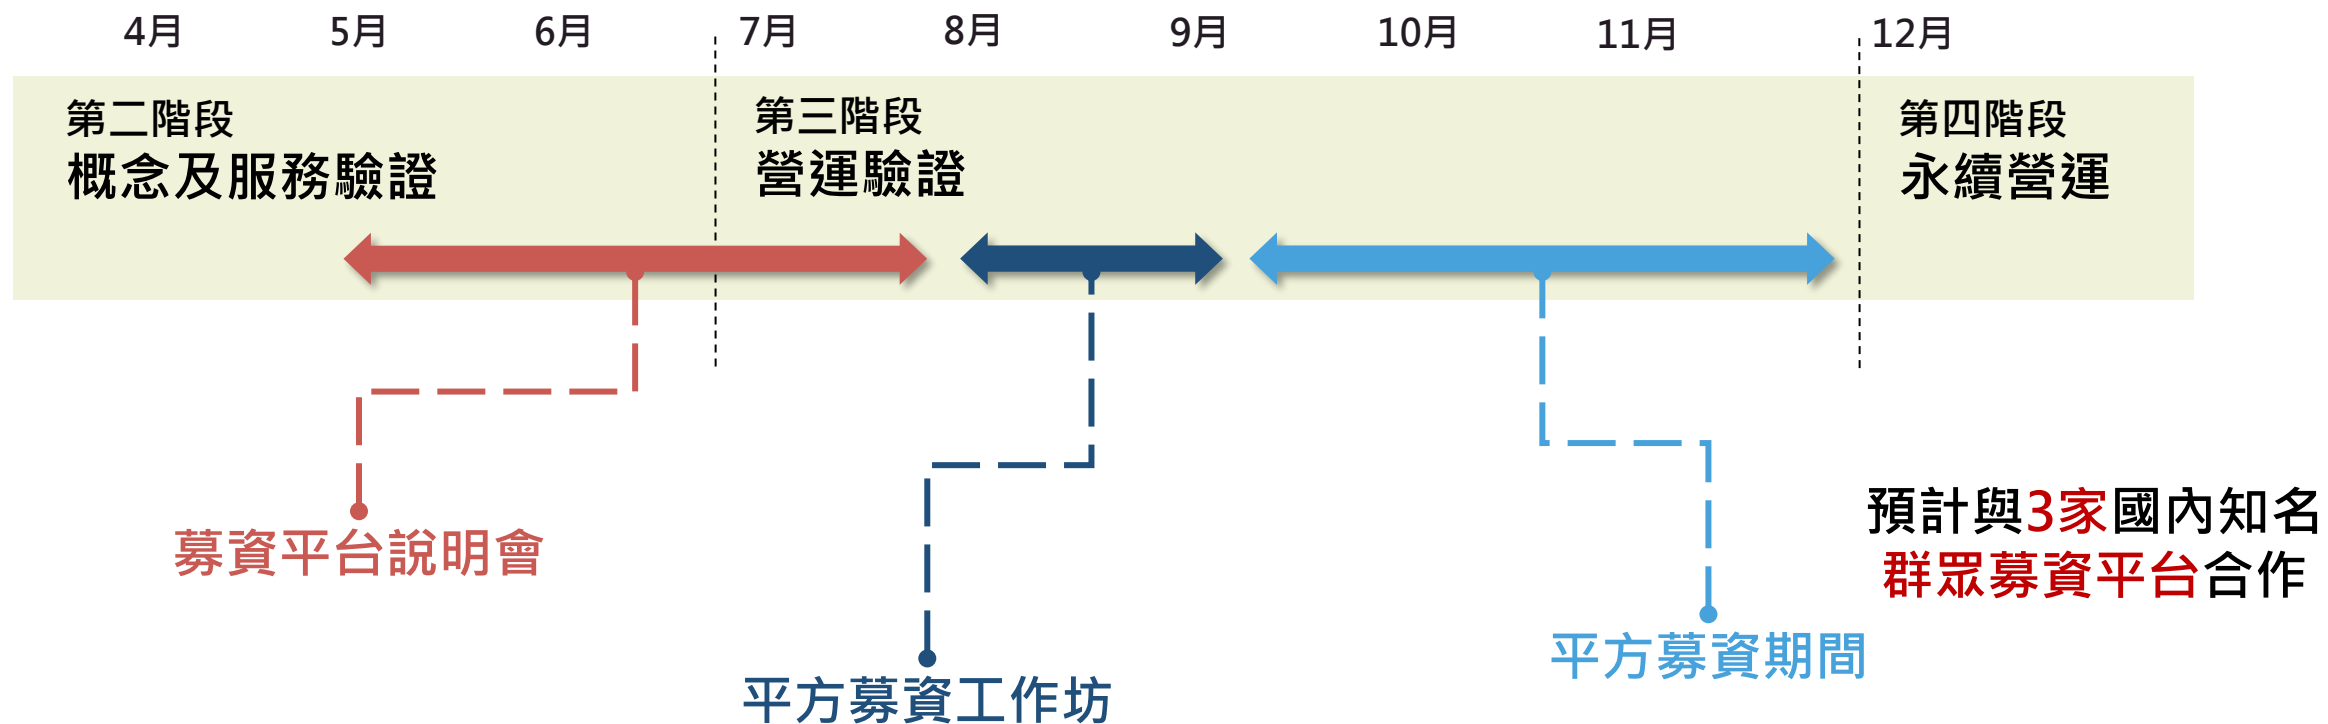 4月 5月 6月 7月 8月 9月 10月 11月 12月
第二階段
概念及服務驗證
第三階段
營運驗證
第四階段
永續營運
募資平台說明會
平方募資工作坊
平方募資期間
預計與3家國內知名
群眾募資平台合作